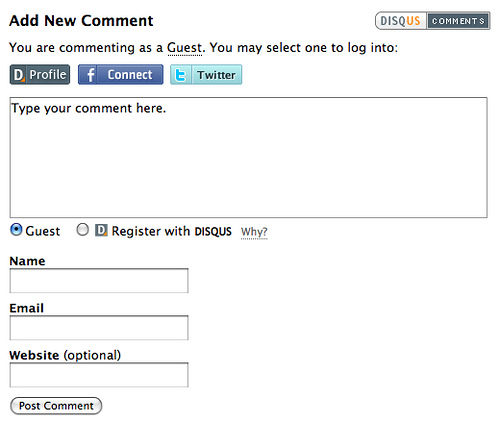 Add New Comment
DISQUS COMMENTS
You are commenting as a Guest. You may select one to log into:
D Profile
f Connect
t Twitter
Type your comment here.
Guest D Register with DISQUS Why?
Name
Email
Website (optional)
Post Comment